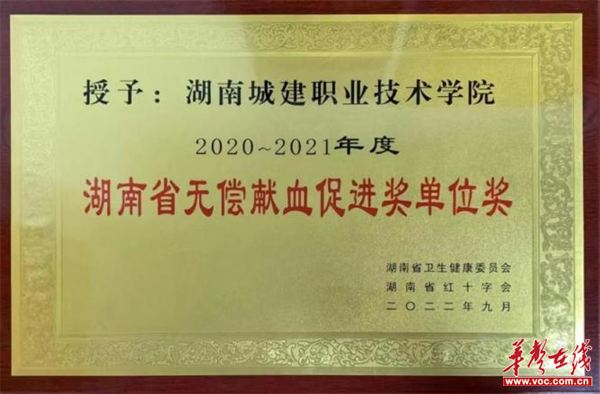 授予：湖南城建职业技术学院
2020~2021年度
湖南省无偿献血促进奖单位奖
湖南省卫生健康委员会
湖南省红十字会
二〇二二年九月
华声在线
www.voc.com.cn